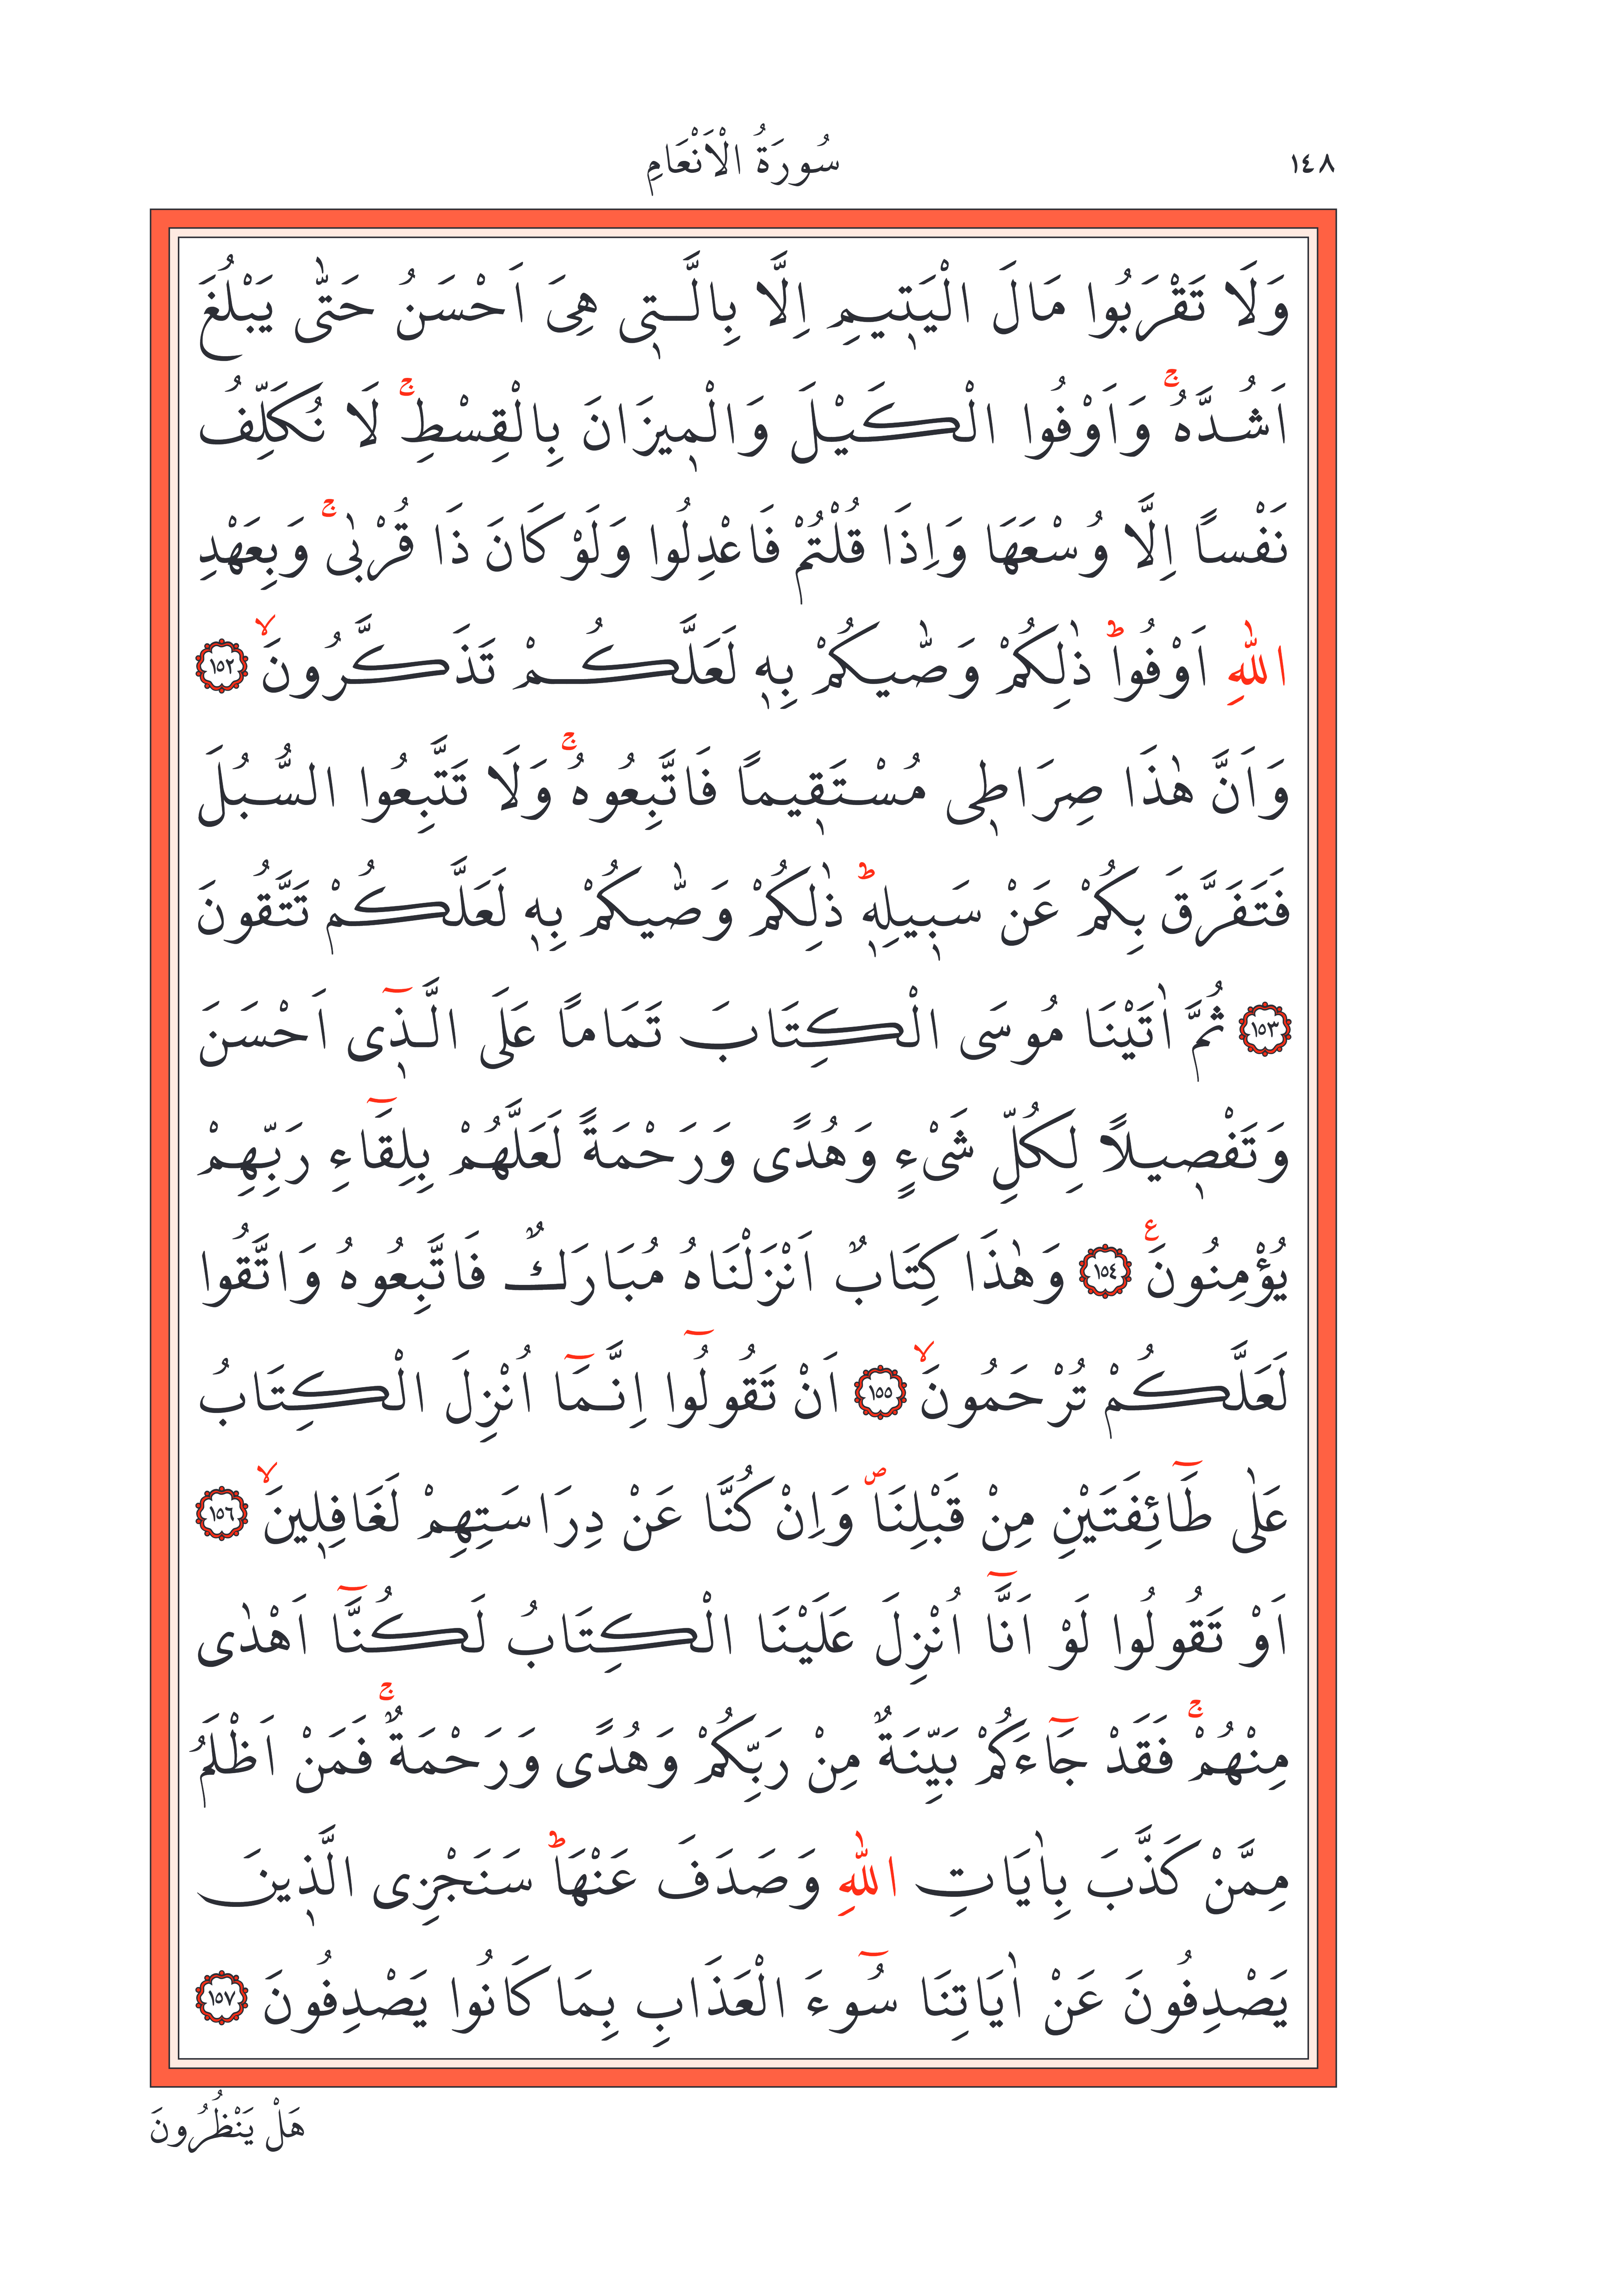 ١٤٨
سُورَةُ الْاَنْعَامِ
وَلَا تَقْرَبُوا مَالَ الْيَتٖيمِ اِلَّا بِالَّتٖى هِىَ اَحْسَنُ حَتّٰى يَبْلُغَ
اَشُدَّهُۚ وَاَوْفُوا الْكَيْلَ وَالْمٖيزَانَ بِالْقِسْطِۚ لَا نُكَلِّفُ
نَفْساً اِلَّا وُسْعَهَا وَاِذَا قُلْتُمْ فَاعْدِلُوا وَلَوْ كَانَ ذَا قُرْبٰىۚ وَبِعَهْدِ
اللّٰهِ اَوْفُواؕ ذٰلِكُمْ وَصّٰيكُمْ بِهٖ لَعَلَّكُمْ تَذَكَّرُونَۙ ﴿١٥٢﴾
وَاَنَّ هٰذَا صِرَاطٖى مُسْتَقٖيماً فَاتَّبِعُوهُۚ وَلَا تَتَّبِعُوا السُّبُلَ
فَتَفَرَّقَ بِكُمْ عَنْ سَبٖيلِهٖؕ ذٰلِكُمْ وَصّٰيكُمْ بِهٖ لَعَلَّكُمْ تَتَّقُونَ
﴿١٥٣﴾ ثُمَّ اٰتَيْنَا مُوسَى الْكِتَابَ تَمَاماً عَلَى الَّذٖٓى اَحْسَنَ
وَتَفْصٖيلاً لِكُلِّ شَىْءٍ وَهُدًى وَرَحْمَةً لَعَلَّهُمْ بِلِقَٓاءِ رَبِّهِمْ
يُؤْمِنُونَࣖ ﴿١٥٤﴾ وَهٰذَا كِتَابٌ اَنْزَلْنَاهُ مُبَارَكٌ فَاتَّبِعُوهُ وَاتَّقُوا
لَعَلَّكُمْ تُرْحَمُونَۙ ﴿١٥٥﴾ اَنْ تَقُولُٓوا اِنَّمَٓا اُنْزِلَ الْكِتَابُ
عَلٰى طَٓائِفَتَيْنِ مِنْ قَبْلِنَاࣕ وَاِنْ كُنَّا عَنْ دِرَاسَتِهِمْ لَغَافِلٖينَۙ ﴿١٥٦﴾
اَوْ تَقُولُوا لَوْ اَنَّٓا اُنْزِلَ عَلَيْنَا الْكِتَابُ لَكُنَّٓا اَهْدٰى
مِنْهُمْۚ فَقَدْ جَٓاءَكُمْ بَيِّنَةٌ مِنْ رَبِّكُمْ وَهُدًى وَرَحْمَةٌۚ فَمَنْ اَظْلَمُ
مِمَّنْ كَذَّبَ بِاٰيَاتِ اللّٰهِ وَصَدَفَ عَنْهَاؕ سَنَجْزِى الَّذٖينَ
يَصْدِفُونَ عَنْ اٰيَاتِنَا سُٓوءَ الْعَذَابِ بِمَا كَانُوا يَصْدِفُونَ ﴿١٥٧﴾
هَلْ يَنْظُرُونَ